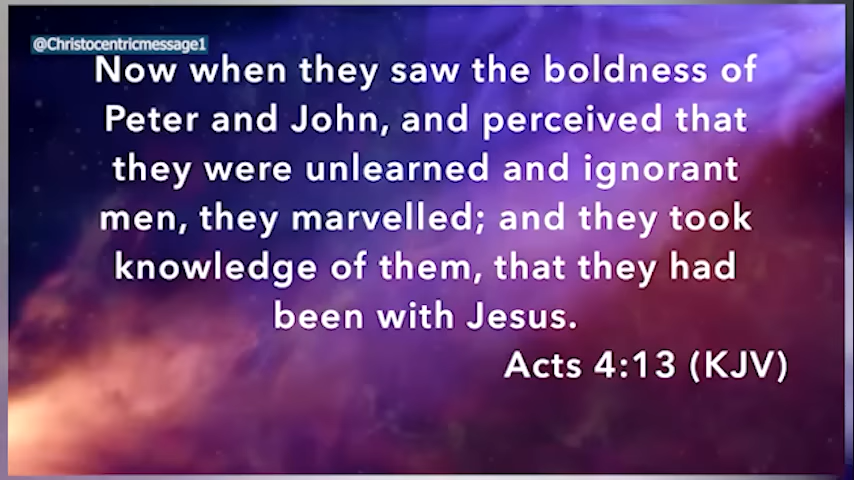 @Christocentricmessage1
Now when they saw the boldness of
Peter and John, and perceived that
they were unlearned and ignorant
men, they marvelled; and they took
knowledge of them, that they had
been with Jesus.
Acts 4:13 (KJV)